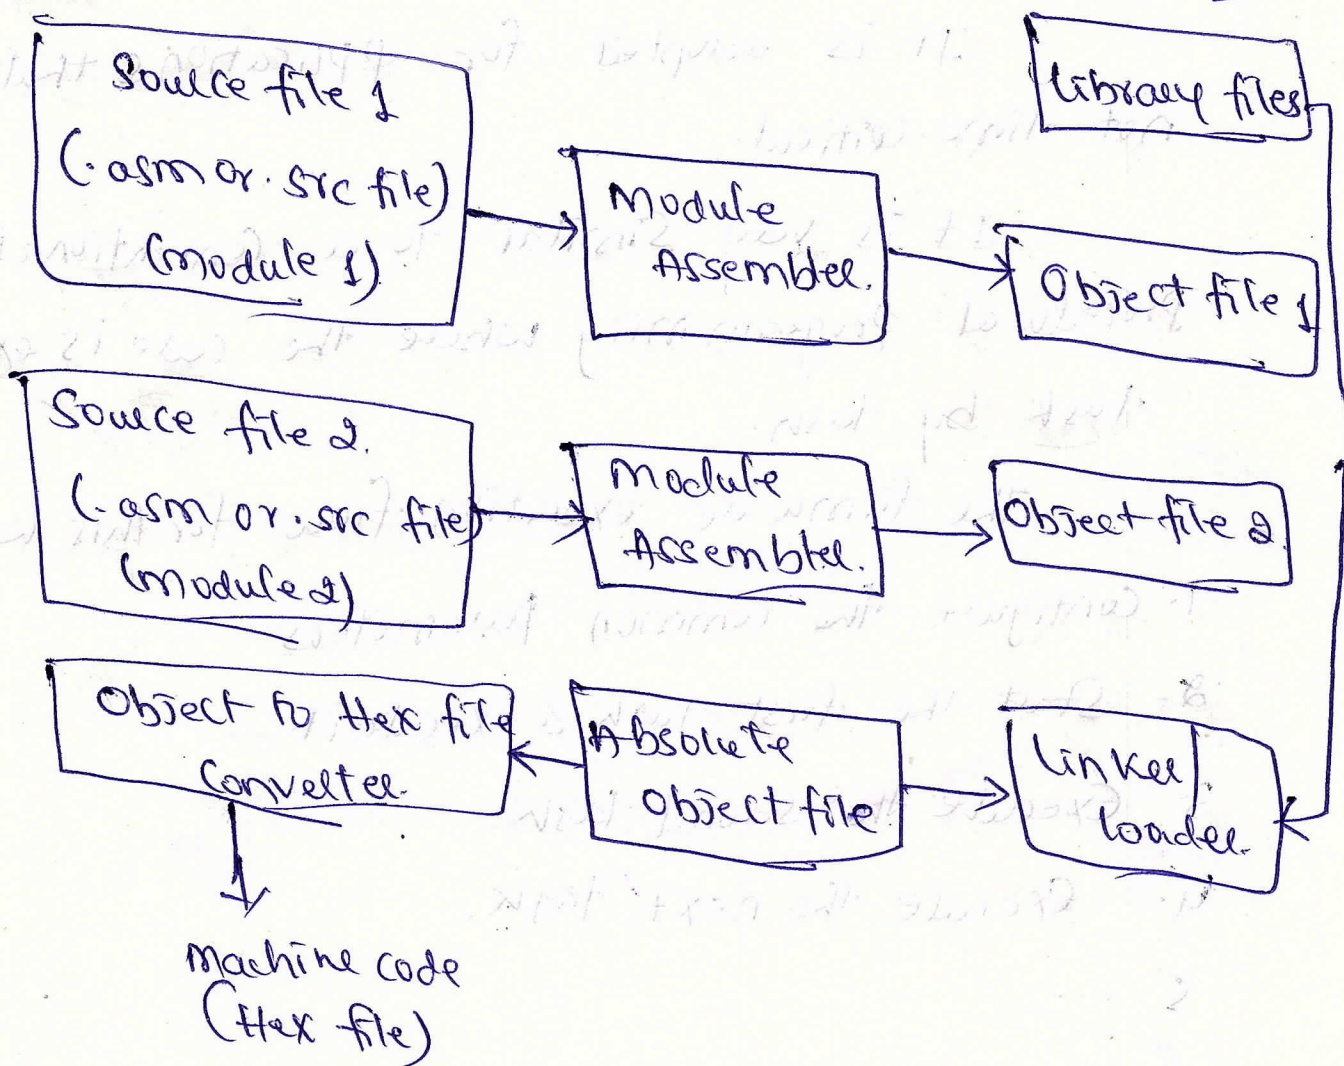 Source file 1
(.asm or .src file)
(module 1)
Library files
Module
Assembler.
Object file 1
Source file 2.
(.asm or .src file)
(module 2)
Module
Assembler.
Object file 2
Object to Hex file
Converter.
Absolute
Object file
Linker/
loader.
Machine code
(Hex file)